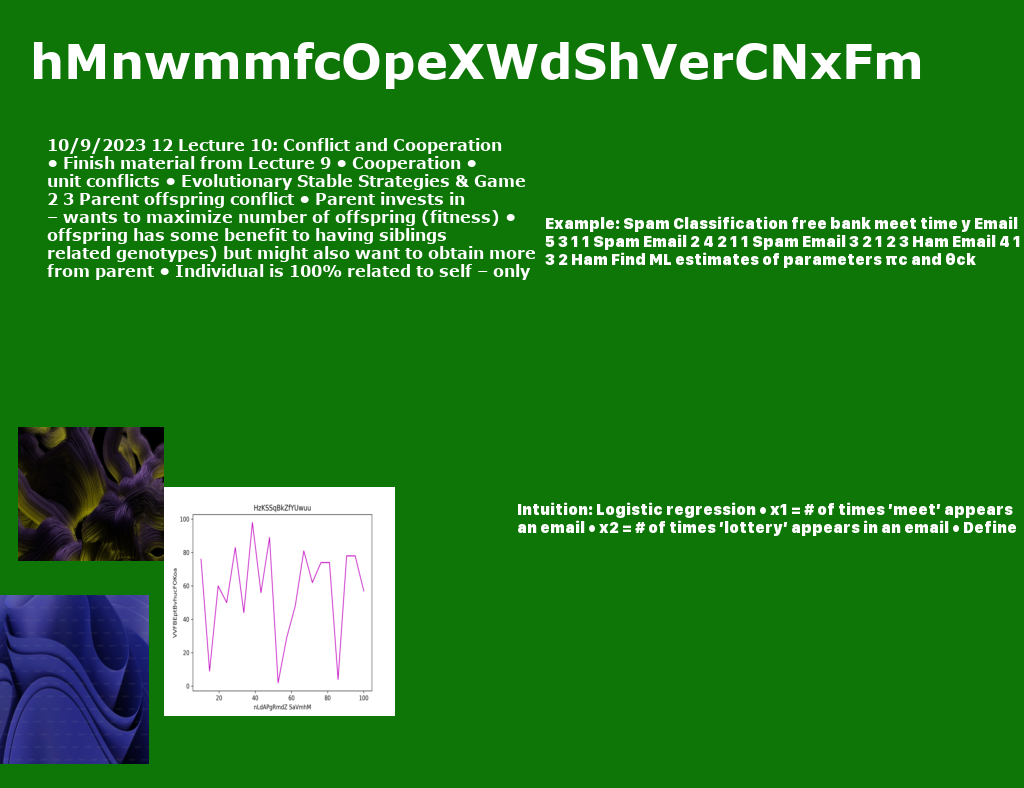 hMnwmmfcOpeXWdShVerCNxFm
10/9/2023 12 Lecture 10: Conflict and Cooperation
● Finish material from Lecture 9 ● Cooperation ●
unit conflicts ● Evolutionary Stable Strategies & Game
2 3 Parent offspring conflict ● Parent invests in
– wants to maximize number of offspring (fitness) ●
offspring has some benefit to having siblings
related genotypes) but might also want to obtain more
from parent ● Individual is 100% related to self – only
Example: Spam Classification free bank meet time y Email
5 3 1 1 Spam Email 2 4 2 1 1 Spam Email 3 2 1 2 3 Ham Email 4 1
3 2 Ham Find ML estimates of parameters πc and θck
Intuition: Logistic regression • x1 = # of times ‘meet’ appears
an email • x2 = # of times ‘lottery’ appears in an email • Define
HzKSSqBkZfYUwuu
100
80
60
40
20
0
VVFBEptBvhucFOKoa
20 40 60 80 100
nLdAPgRmdZ SaVmhM